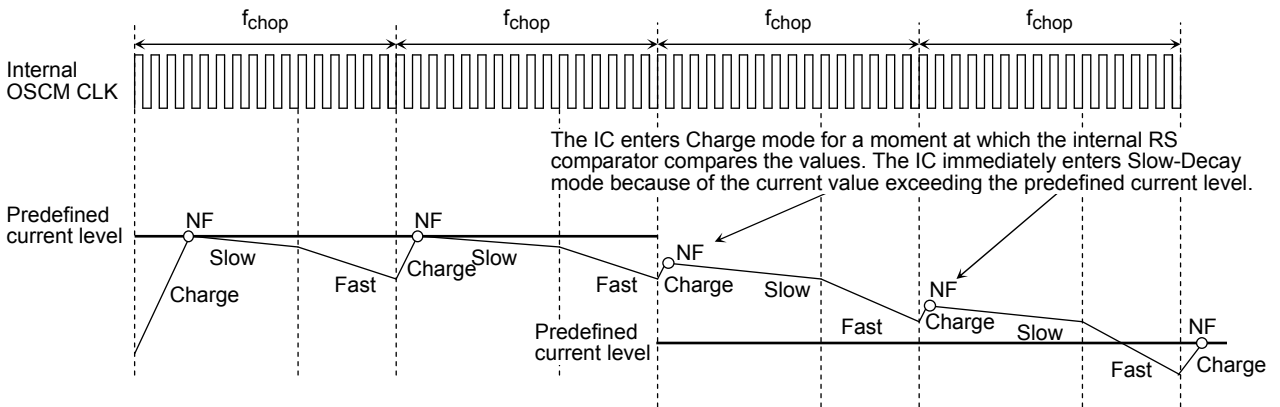 fchop fchop fchop fchop
Internal
OSCM CLK
The IC enters Charge mode for a moment at which the internal RS
comparator compares the values. The IC immediately enters Slow-Decay
mode because of the current value exceeding the predefined current level.
Predefined
current level
NF
Slow
Charge
Fast
NF
Slow
Charge
Fast
NF
Charge
Slow
Fast
NF
Charge
Slow
Fast
NF
Charge
Predefined
current level